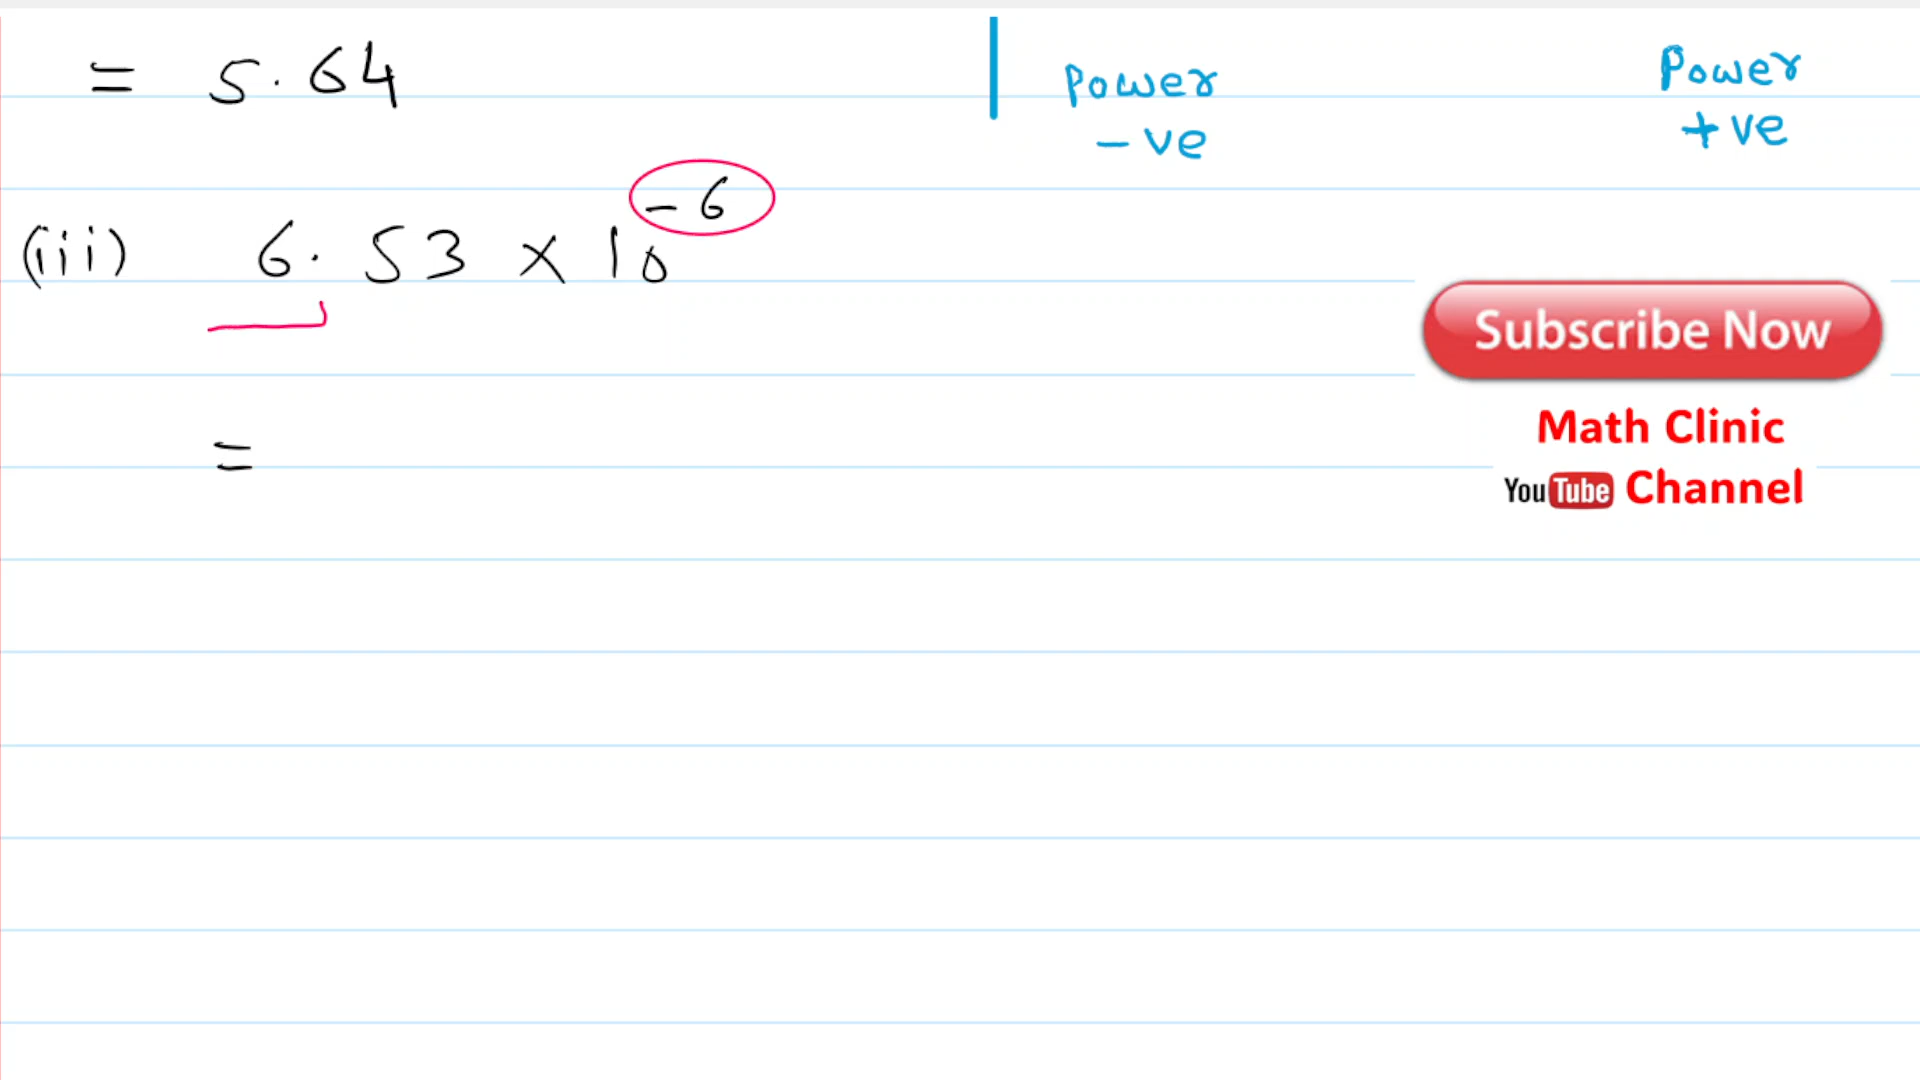 = 5.64
Power
-ve
Power
+ve
(iii) 6.53 × 10⁻⁶
=
Subscribe Now
Math Clinic
YouTube Channel